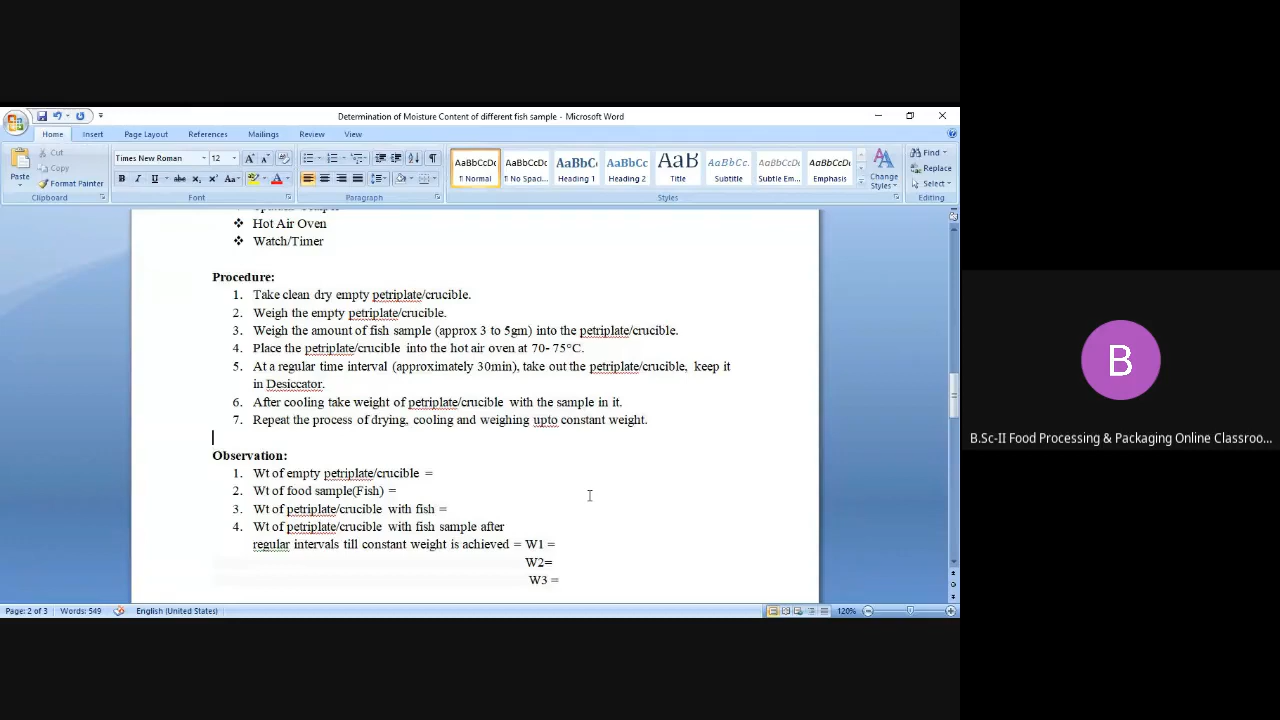 Determination of Moisture Content of different fish sample - Microsoft Word
Home Insert Page Layout References Mailings Review View
Cut
Copy
Format Painter
Paste
Clipboard
Times New Roman 12
Font
Paragraph
AaBbCcDc AaBbCcDc AaBbC AaBbCc AaB AaBbCc. AaBbCcDc AaBbCcDc
¶ Normal ¶ No Spaci... Heading 1 Heading 2 Title Subtitle Subtle Em... Emphasis
Change Styles
Styles
Find
Replace
Select
Editing
❖ Hot Air Oven
❖ Watch/Timer
Procedure:
1. Take clean dry empty petriplate/crucible.
2. Weigh the empty petriplate/crucible.
3. Weigh the amount of fish sample (approx 3 to 5gm) into the petriplate/crucible.
4. Place the petriplate/crucible into the hot air oven at 70- 75°C.
5. At a regular time interval (approximately 30min), take out the petriplate/crucible, keep it
in Desiccator.
6. After cooling take weight of petriplate/crucible with the sample in it.
7. Repeat the process of drying, cooling and weighing upto constant weight.
Observation:
1. Wt of empty petriplate/crucible =
2. Wt of food sample(Fish) =
3. Wt of petriplate/crucible with fish =
4. Wt of petriplate/crucible with fish sample after
regular intervals till constant weight is achieved = W1 =
W2=
W3 =
Page: 2 of 3 Words: 549 English (United States) 120%
B
B.Sc-II Food Processing & Packaging Online Classroo...